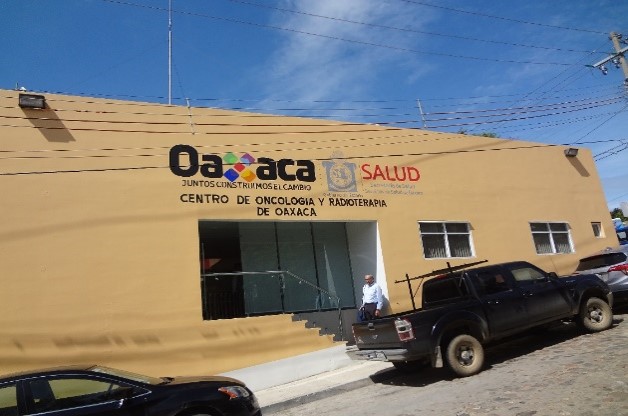 Oaxaca
JUNTOS CONSTRUIMOS EL CAMBIO
SALUD
CENTRO DE ONCOLOGIA Y RADIOTERAPIA
DE OAXACA